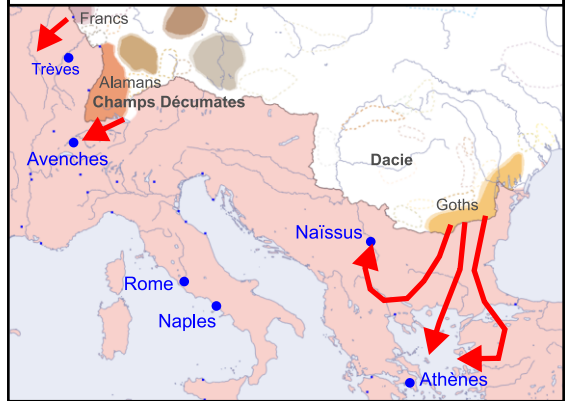 Francs
Trèves
Alamans
Champs Décumates
Avenches
Dacie
Goths
Naïssus
Rome
Naples
Athènes